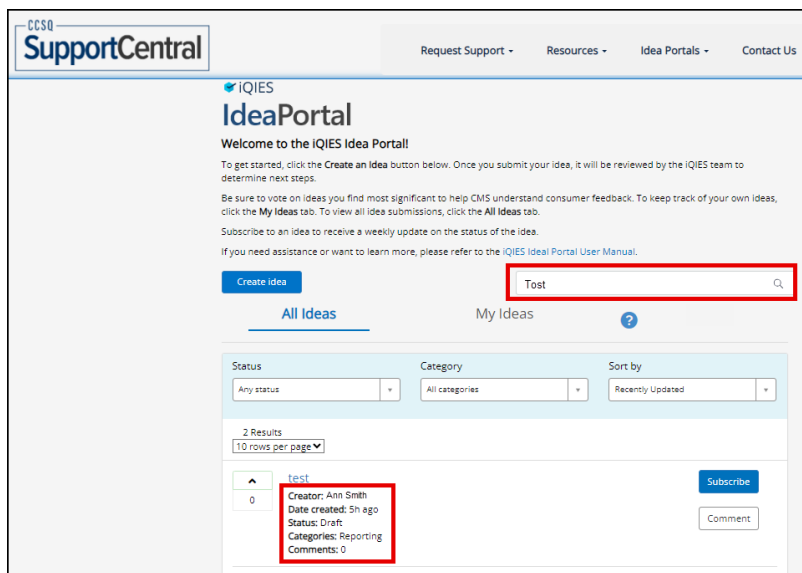 CCSQ
SupportCentral
Request Support
Resources
Idea Portals
Contact Us
iQIES
IdeaPortal
Welcome to the iQIES Idea Portal!
To get started, click the Create an Idea button below. Once you submit your idea, it will be reviewed by the iQIES team to
determine next steps.
Be sure to vote on ideas you find most significant to help CMS understand consumer feedback. To keep track of your own ideas,
click the My Ideas tab. To view all idea submissions, click the All Ideas tab.
Subscribe to an idea to receive a weekly update on the status of the idea.
If you need assistance or want to learn more, please refer to the iQIES Ideal Portal User Manual.
Create idea
Tost
All Ideas
My Ideas
?
Status
Category
Sort by
Any status
All categories
Recently Updated
2 Results
10 rows per page
test
0
Creator: Ann Smith
Date created: 5h ago
Status: Draft
Categories: Reporting
Comments: 0
Subscribe
Comment